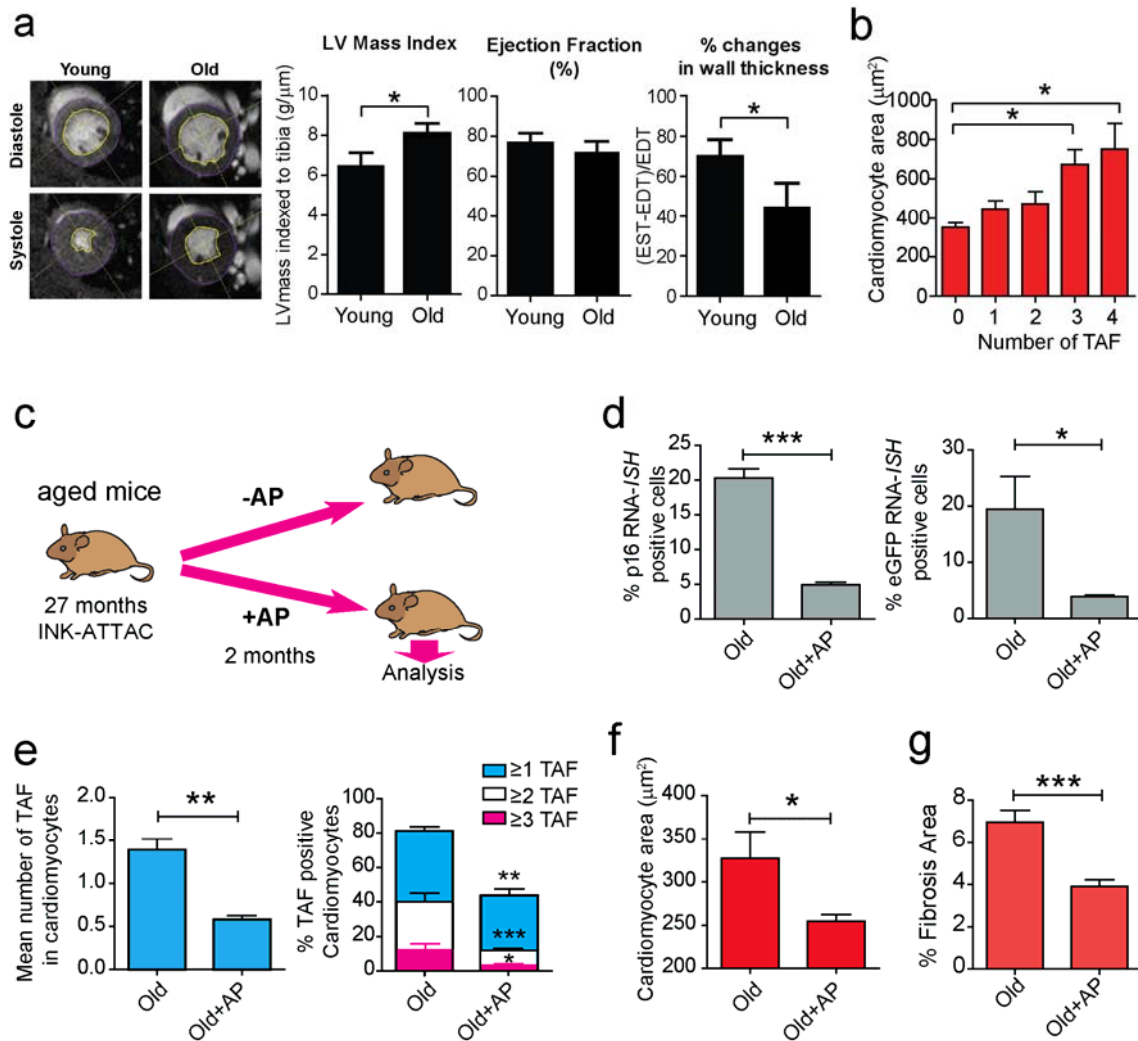 a
Young
Old
Diastole
Systole
LV Mass Index
LVmass indexed to tibia (g/μm)
10
8
6
4
2
0
*
Young
Old
Ejection Fraction
(%)
100
80
60
40
20
0
Young
Old
% changes
in wall thickness
(EST-EDT)/EDT
100
80
60
40
20
0
*
Young
Old
b
Cardiomyocyte area (μm²)
1000
800
600
400
200
0
*
*
0 1 2 3 4
Number of TAF
c
aged mice
27 months
INK-ATTAC
-AP
+AP
2 months
Analysis
d
% p16 RNA-ISH
positive cells
25
20
15
10
5
0
***
Old
Old+AP
% eGFP RNA-ISH
positive cells
30
20
10
0
*
Old
Old+AP
e
Mean number of TAF
in cardiomyocytes
2.0
1.5
1.0
0.5
0.0
**
Old
Old+AP
≥1 TAF
≥2 TAF
≥3 TAF
% TAF positive
Cardiomyocytes
100
80
60
40
20
0
**
***
*
Old
Old+AP
f
Cardiomyocyte area (μm²)
400
350
300
250
200
*
Old
Old+AP
g
% Fibrosis Area
8
6
4
2
0
***
Old
Old+AP